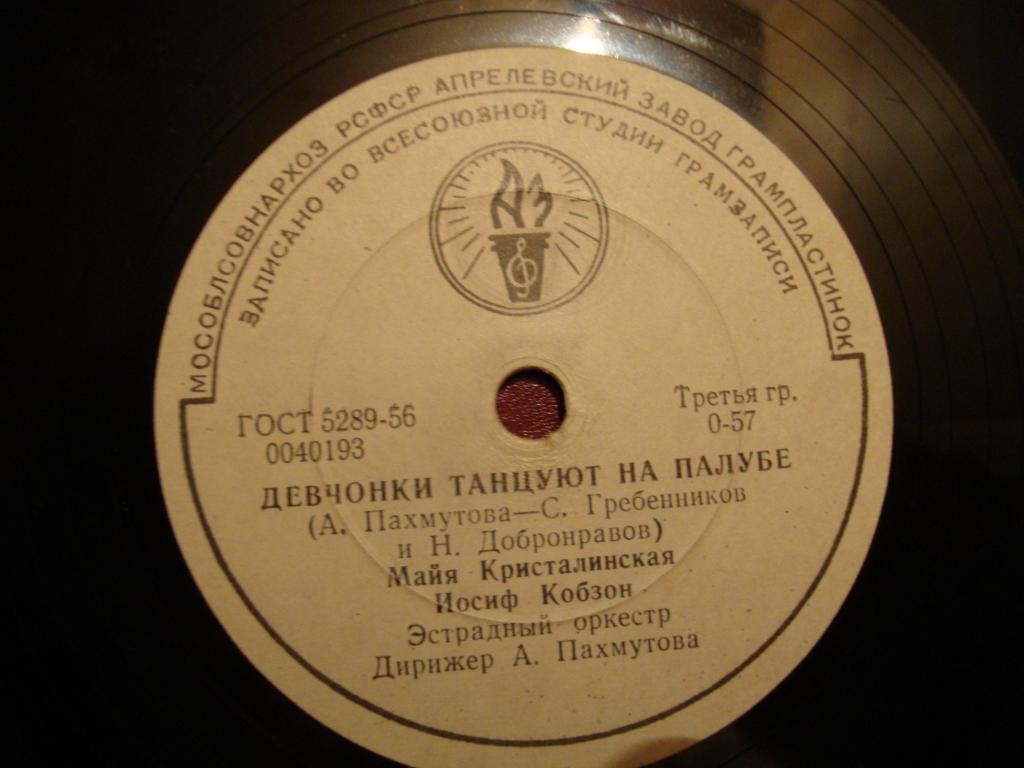 МОСОБЛСОВНАРХОЗ РСФСР АПРЕЛЕВСКИЙ ЗАВОД ГРАМПЛАСТИНОК
ЗАПИСАНО ВО ВСЕСОЮЗНОЙ СТУДИИ ГРАМЗАПИСИ
АЗ
ГОСТ 5289-56
0040193
Третья гр.
0-57
ДЕВЧОНКИ ТАНЦУЮТ НА ПАЛУБЕ
(А. Пахмутова—С. Гребенников
и Н. Добронравов)
Майя Кристалинская
Иосиф Кобзон
Эстрадный оркестр
Дирижер А. Пахмутова